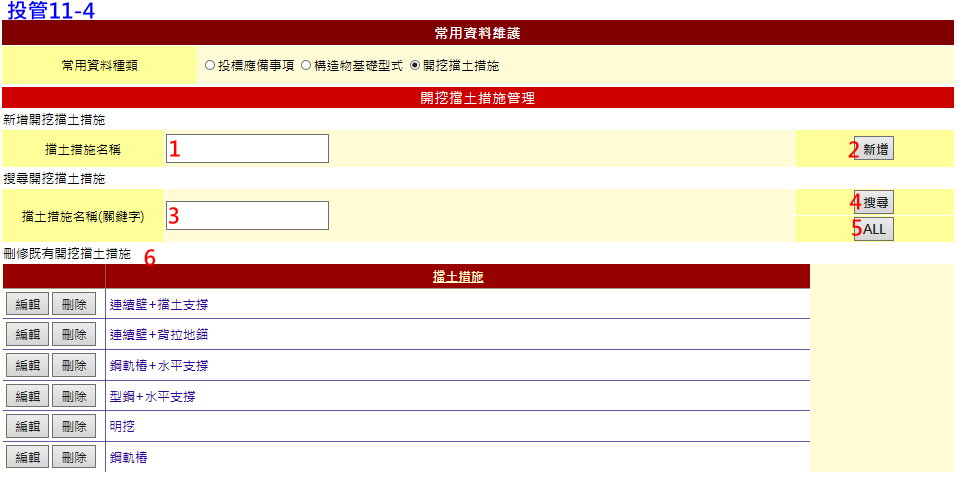 投管11-4
常用資料維護
常用資料種類 投標應備事項 構造物基礎型式 開挖擋土措施
開挖擋土措施管理
新增開挖擋土措施
擋土措施名稱 1 2 新增
搜尋開挖擋土措施
擋土措施名稱(關鍵字) 3 4 搜尋
5 ALL
刪修既有開挖擋土措施 6
擋土措施
編輯 刪除 連續壁+擋土支撐
編輯 刪除 連續壁+背拉地錨
編輯 刪除 鋼軌樁+水平支撐
編輯 刪除 型鋼+水平支撐
編輯 刪除 明挖
編輯 刪除 鋼軌樁